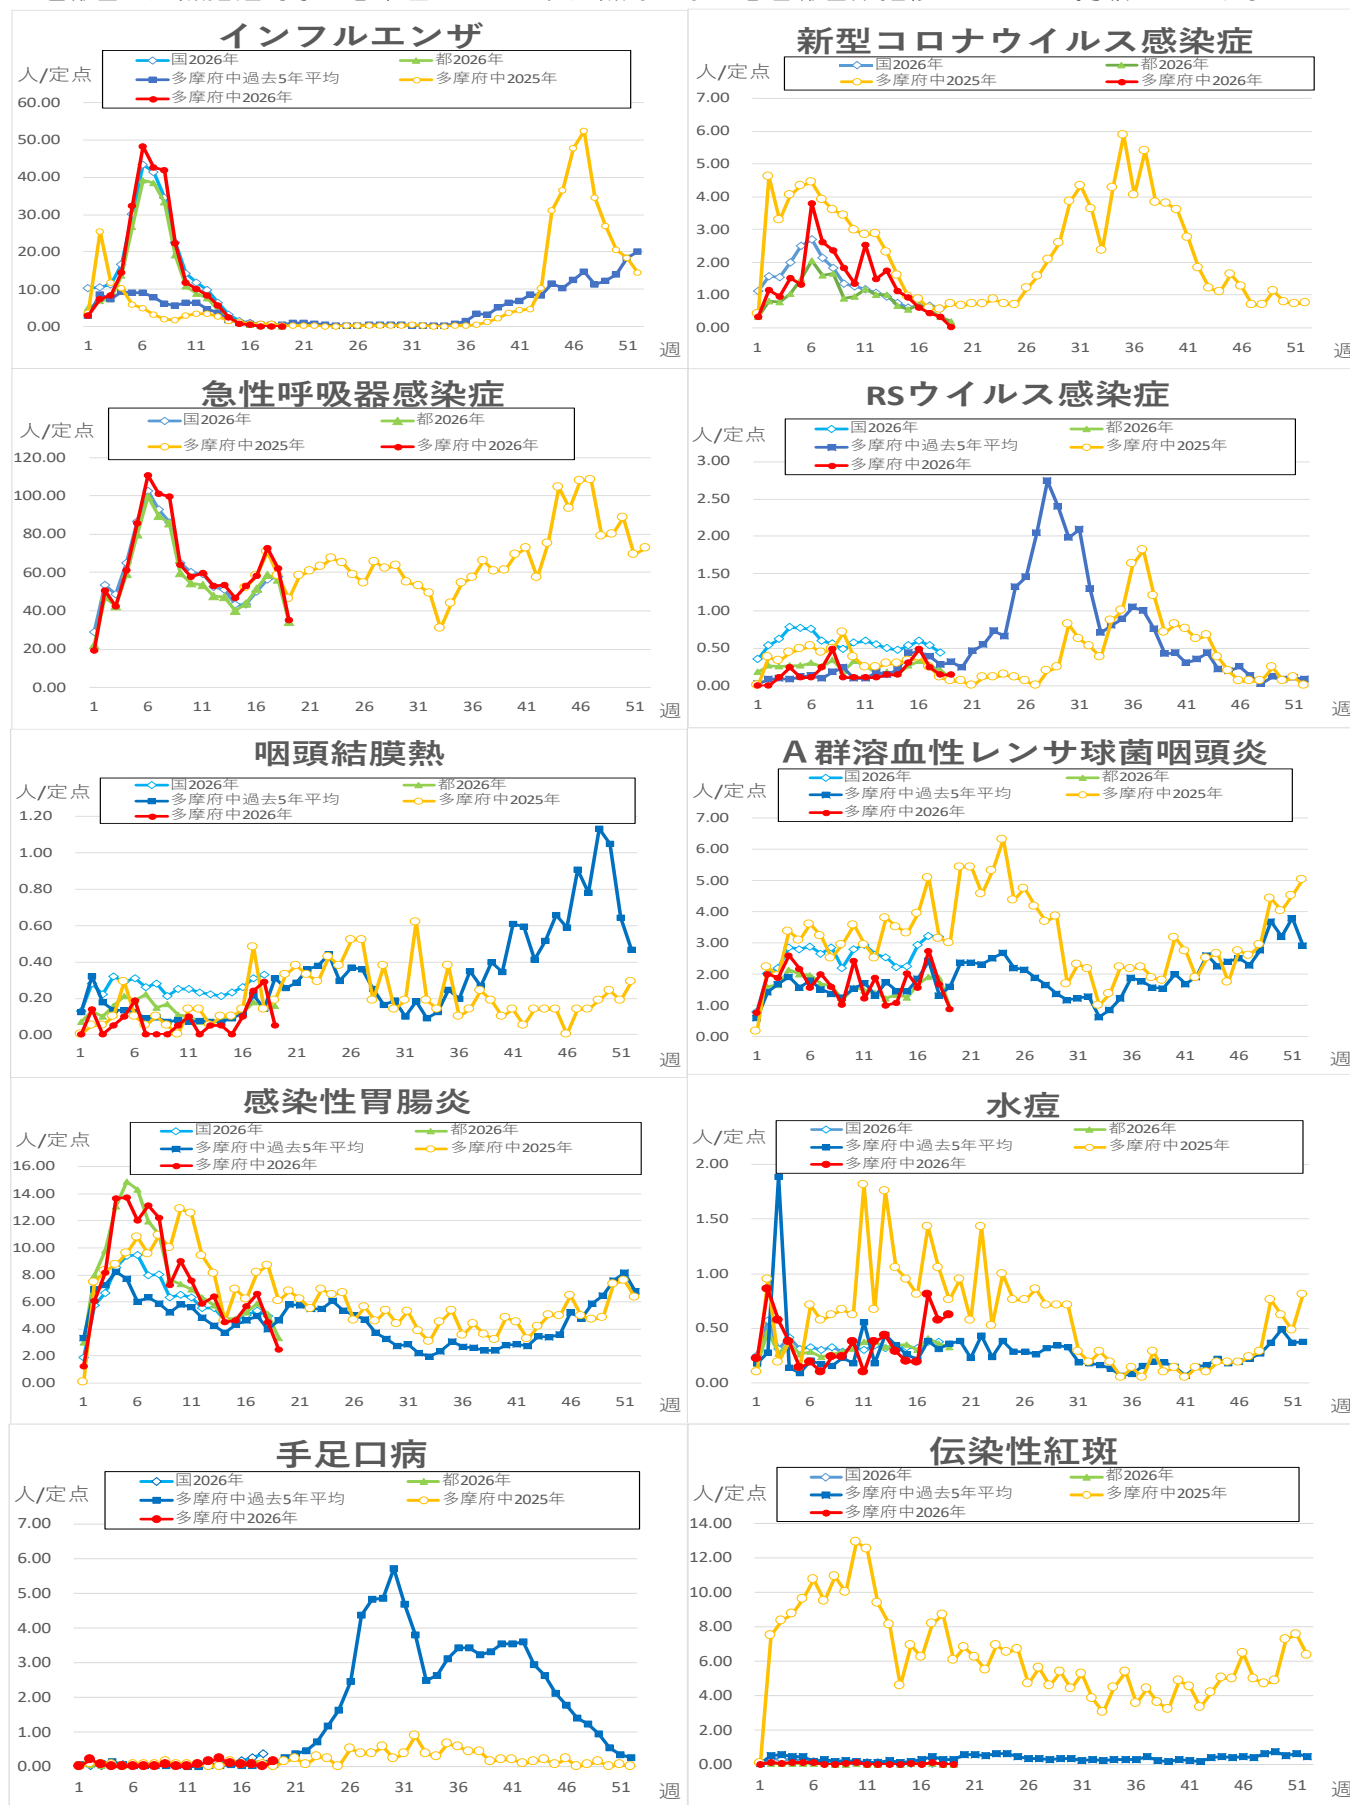 インフルエンザ
人/定点
国2026年
都2026年
多摩府中過去5年平均
多摩府中2025年
多摩府中2026年
60.00
50.00
40.00
30.00
20.00
10.00
0.00
1 6 11 16 21 26 31 36 41 46 51 週
新型コロナウイルス感染症
人/定点
国2026年
都2026年
多摩府中2025年
多摩府中2026年
7.00
6.00
5.00
4.00
3.00
2.00
1.00
0.00
1 6 11 16 21 26 31 36 41 46 51 週
急性呼吸器感染症
人/定点
国2026年
都2026年
多摩府中2025年
多摩府中2026年
120.00
100.00
80.00
60.00
40.00
20.00
0.00
1 6 11 16 21 26 31 36 41 46 51 週
RSウイルス感染症
人/定点
国2026年
都2026年
多摩府中過去5年平均
多摩府中2025年
多摩府中2026年
3.00
2.50
2.00
1.50
1.00
0.50
0.00
1 6 11 16 21 26 31 36 41 46 51 週
咽頭結膜熱
人/定点
国2026年
都2026年
多摩府中過去5年平均
多摩府中2025年
多摩府中2026年
1.20
1.00
0.80
0.60
0.40
0.20
0.00
1 6 11 16 21 26 31 36 41 46 51 週
A群溶血性レンサ球菌咽頭炎
人/定点
国2026年
都2026年
多摩府中過去5年平均
多摩府中2025年
多摩府中2026年
7.00
6.00
5.00
4.00
3.00
2.00
1.00
0.00
1 6 11 16 21 26 31 36 41 46 51 週
感染性胃腸炎
人/定点
国2026年
都2026年
多摩府中過去5年平均
多摩府中2025年
多摩府中2026年
16.00
14.00
12.00
10.00
8.00
6.00
4.00
2.00
0.00
1 6 11 16 21 26 31 36 41 46 51 週
水痘
人/定点
国2026年
都2026年
多摩府中過去5年平均
多摩府中2025年
多摩府中2026年
2.00
1.50
1.00
0.50
0.00
1 6 11 16 21 26 31 36 41 46 51 週
手足口病
人/定点
国2026年
都2026年
多摩府中過去5年平均
多摩府中2025年
多摩府中2026年
7.00
6.00
5.00
4.00
3.00
2.00
1.00
0.00
1 6 11 16 21 26 31 36 41 46 51 週
伝染性紅斑
人/定点
国2026年
都2026年
多摩府中過去5年平均
多摩府中2025年
多摩府中2026年
14.00
12.00
10.00
8.00
6.00
4.00
2.00
0.00
1 6 11 16 21 26 31 36 41 46 51 週